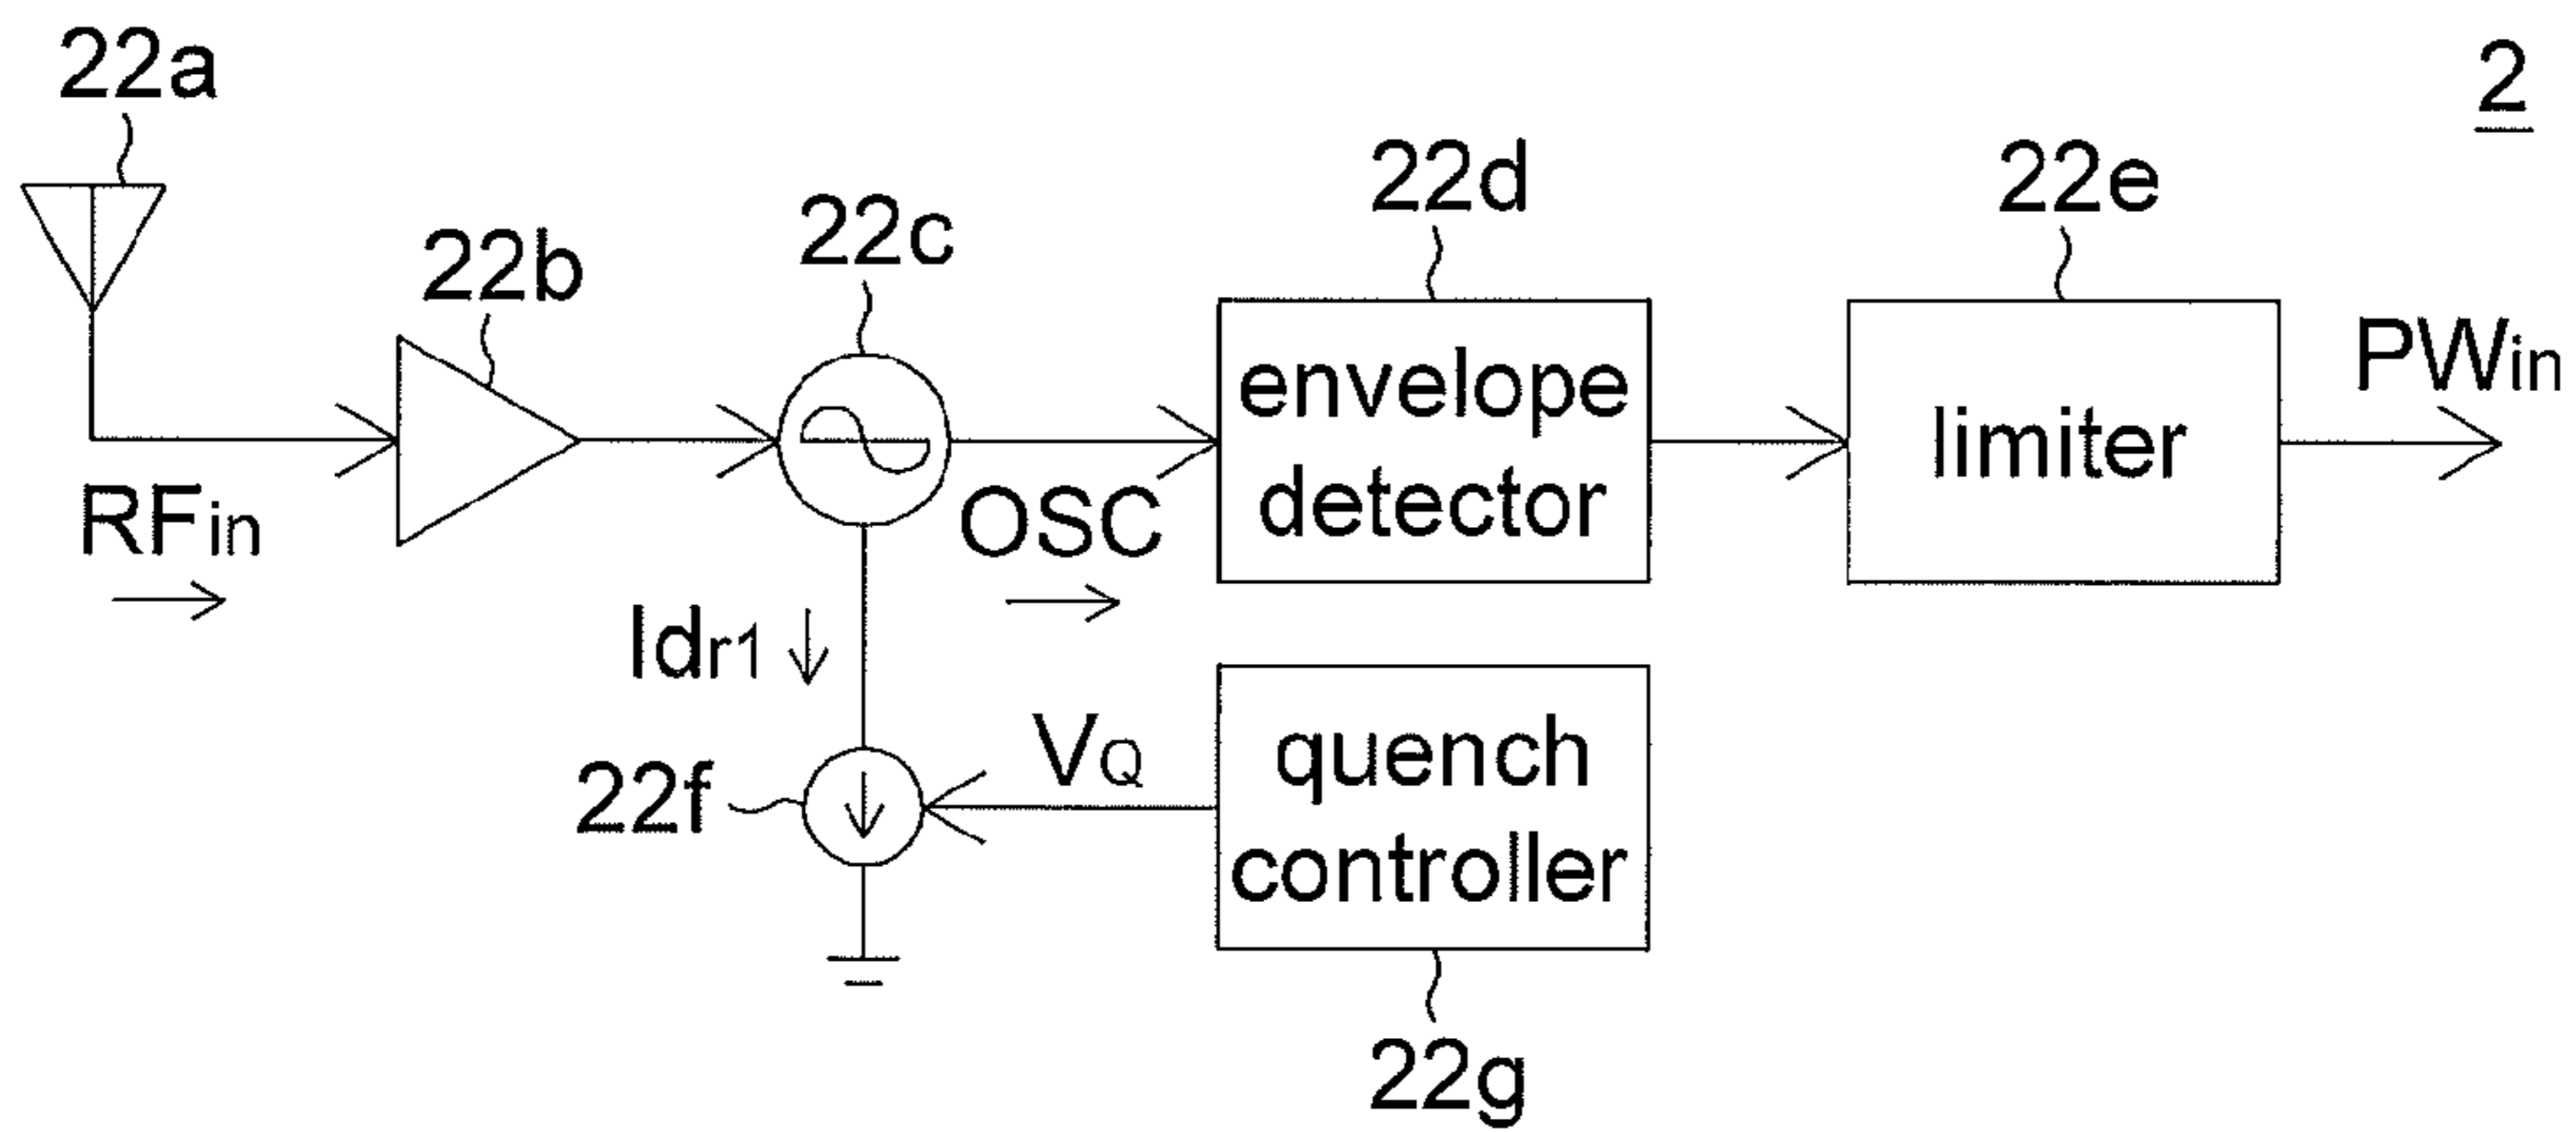 22a
2
22b
22c
22d
22e
RFin
OSC
envelope
detector
limiter
PWin
Idr1
22f
VQ
quench
controller
22g